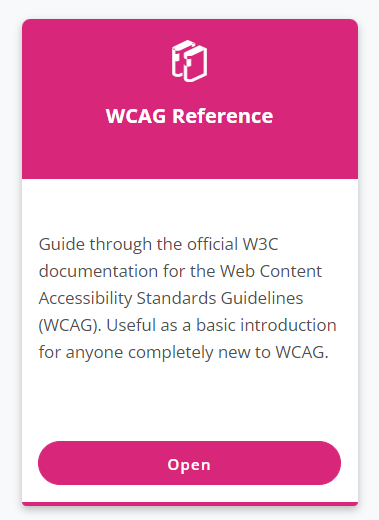 WCAG Reference
Guide through the official W3C
documentation for the Web Content
Accessibility Standards Guidelines
(WCAG). Useful as a basic introduction
for anyone completely new to WCAG.
Open